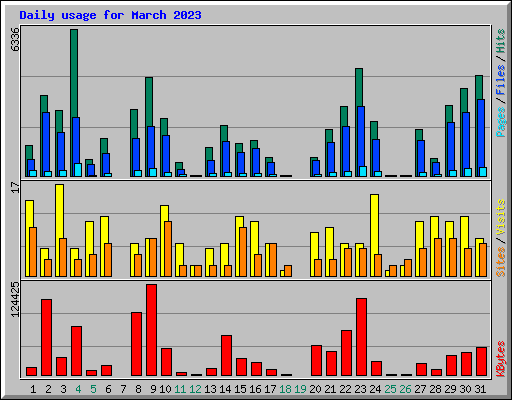 Daily usage for March 2023
6336
Pages / Files / Hits
17
Sites / Visits
124425
KBytes
1 2 3 4 5 6 7 8 9 10 11 12 13 14 15 16 17 18 19 20 21 22 23 24 25 26 27 28 29 30 31